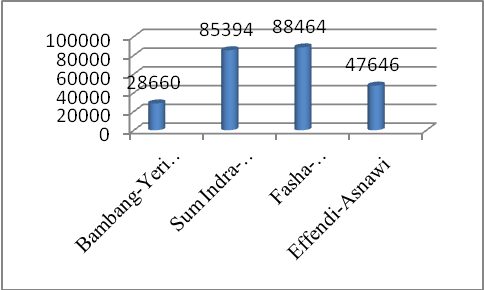 85394
88464
100000
80000
60000
40000
20000
0
28660
47646
Bambang-Yeri..
Sum Indra-..
Fasha-..
Effendi-Asnawi